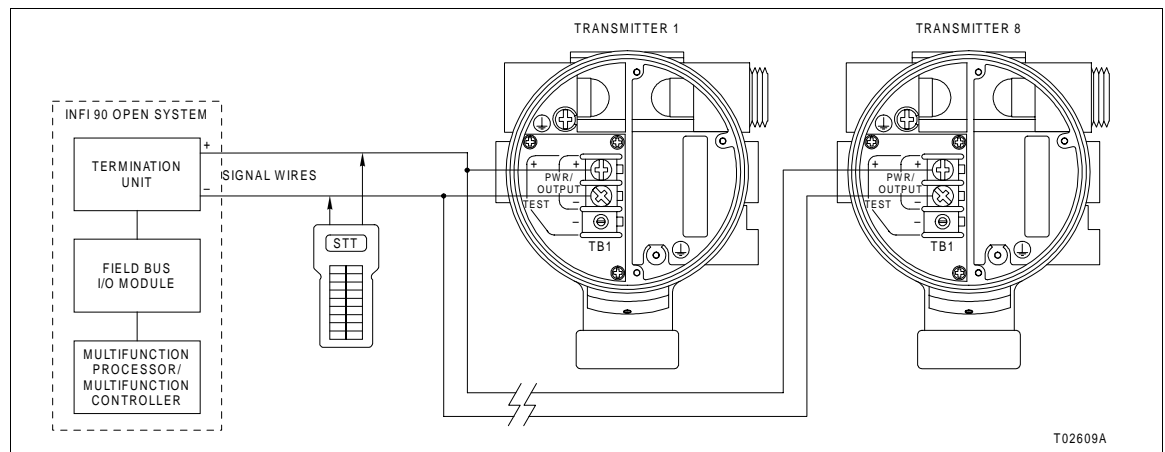 TRANSMITTER 1
TRANSMITTER 8
INFI 90 OPEN SYSTEM
TERMINATION
UNIT
+
–
SIGNAL WIRES
STT
FIELD BUS
I/O MODULE
MULTIFUNCTION
PROCESSOR/
MULTIFUNCTION
CONTROLLER
+
+
PWR/
OUTPUT
–
TEST
–
TB1
+
+
PWR/
OUTPUT
–
TEST
–
TB1
T02609A